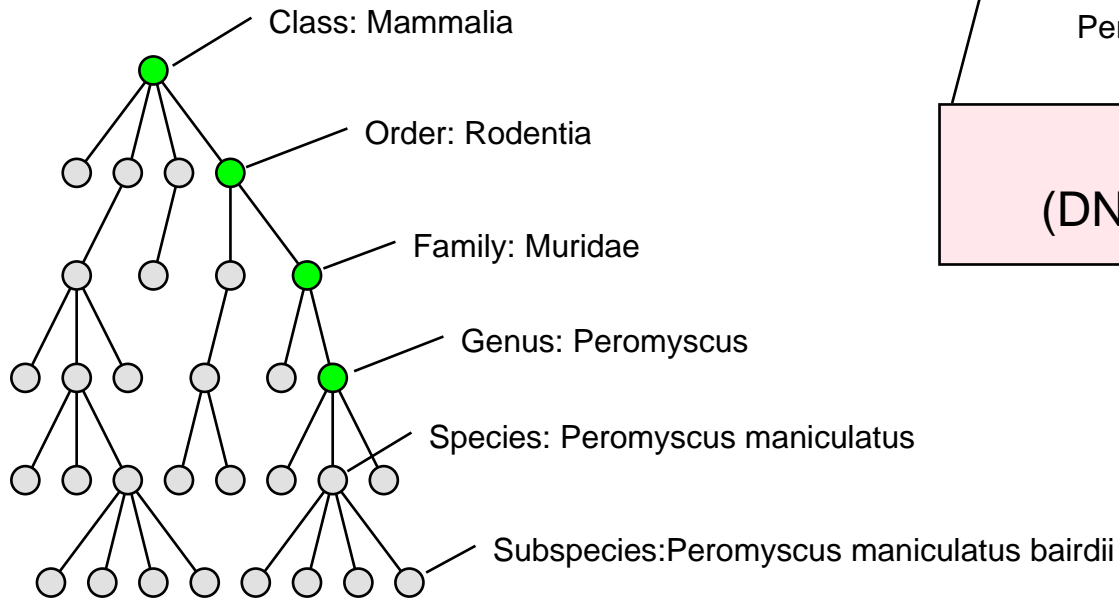 Class: Mammalia
Order: Rodentia
Family: Muridae
Genus: Peromyscus
Species: Peromyscus maniculatus
Subspecies:Peromyscus maniculatus bairdii